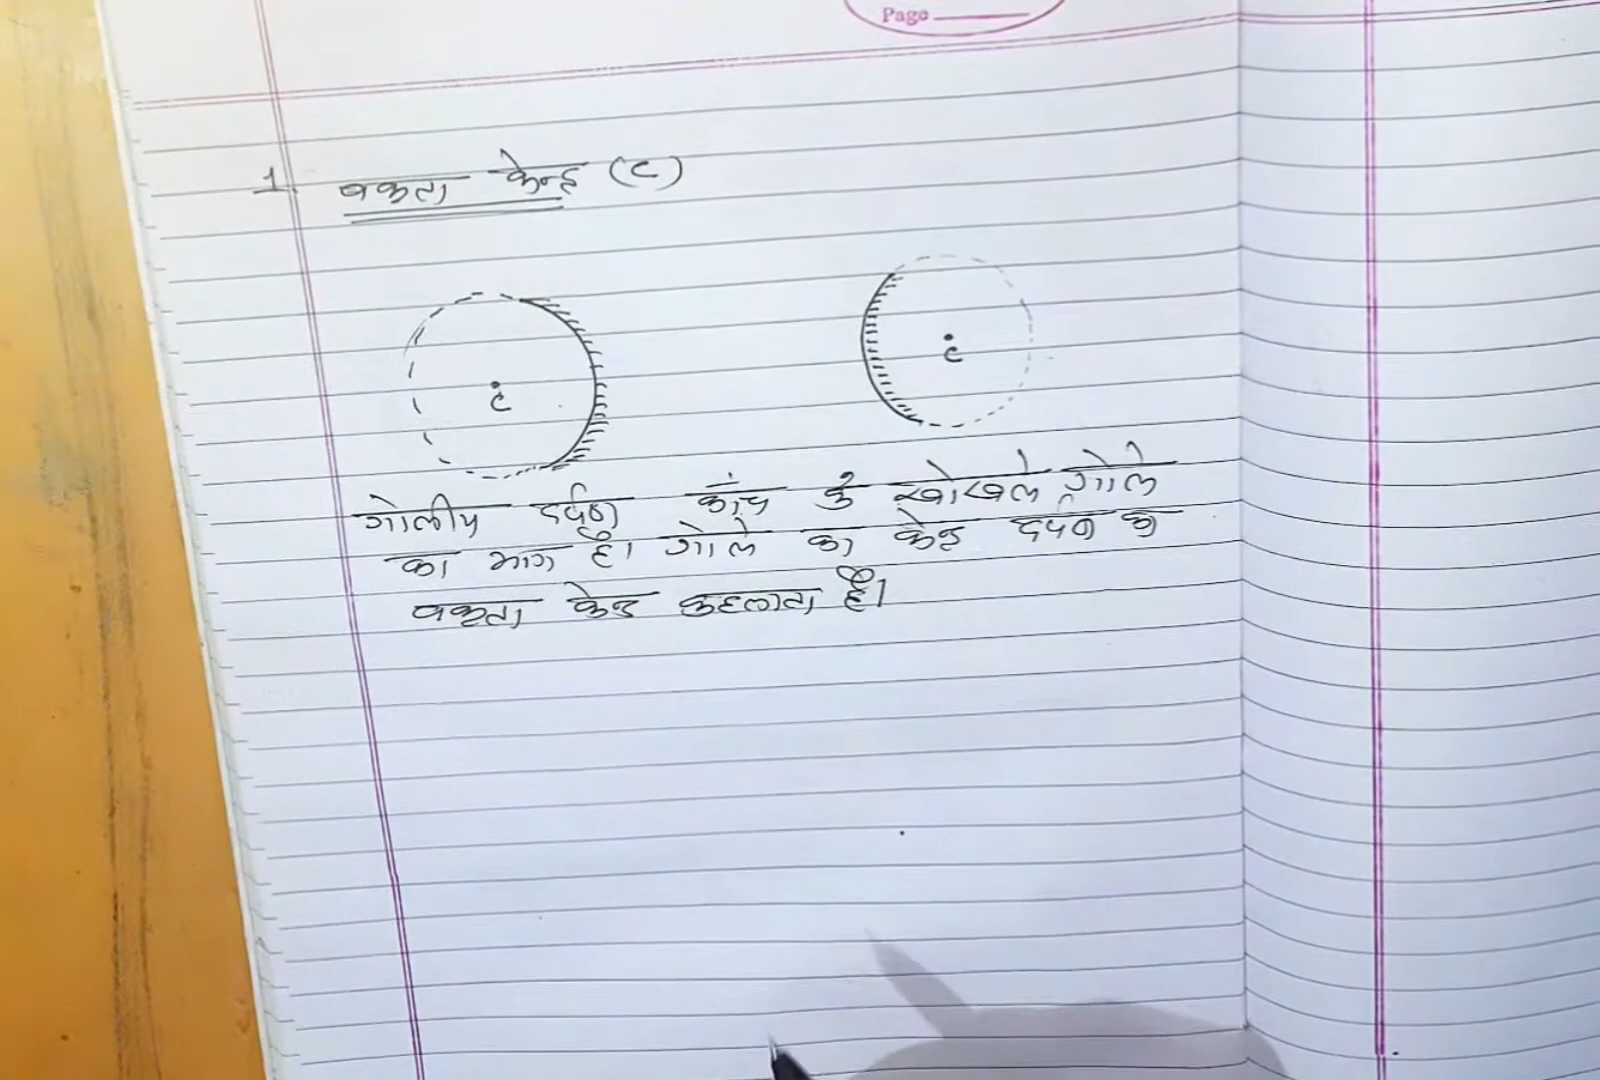 Page
1. वक्रता केन्द्र (C)
C
C
गोलीय दर्पण काँच के खोखले गोले
का भाग है। गोले का केन्द्र दर्पण का
वक्रता केन्द्र कहलाता है।